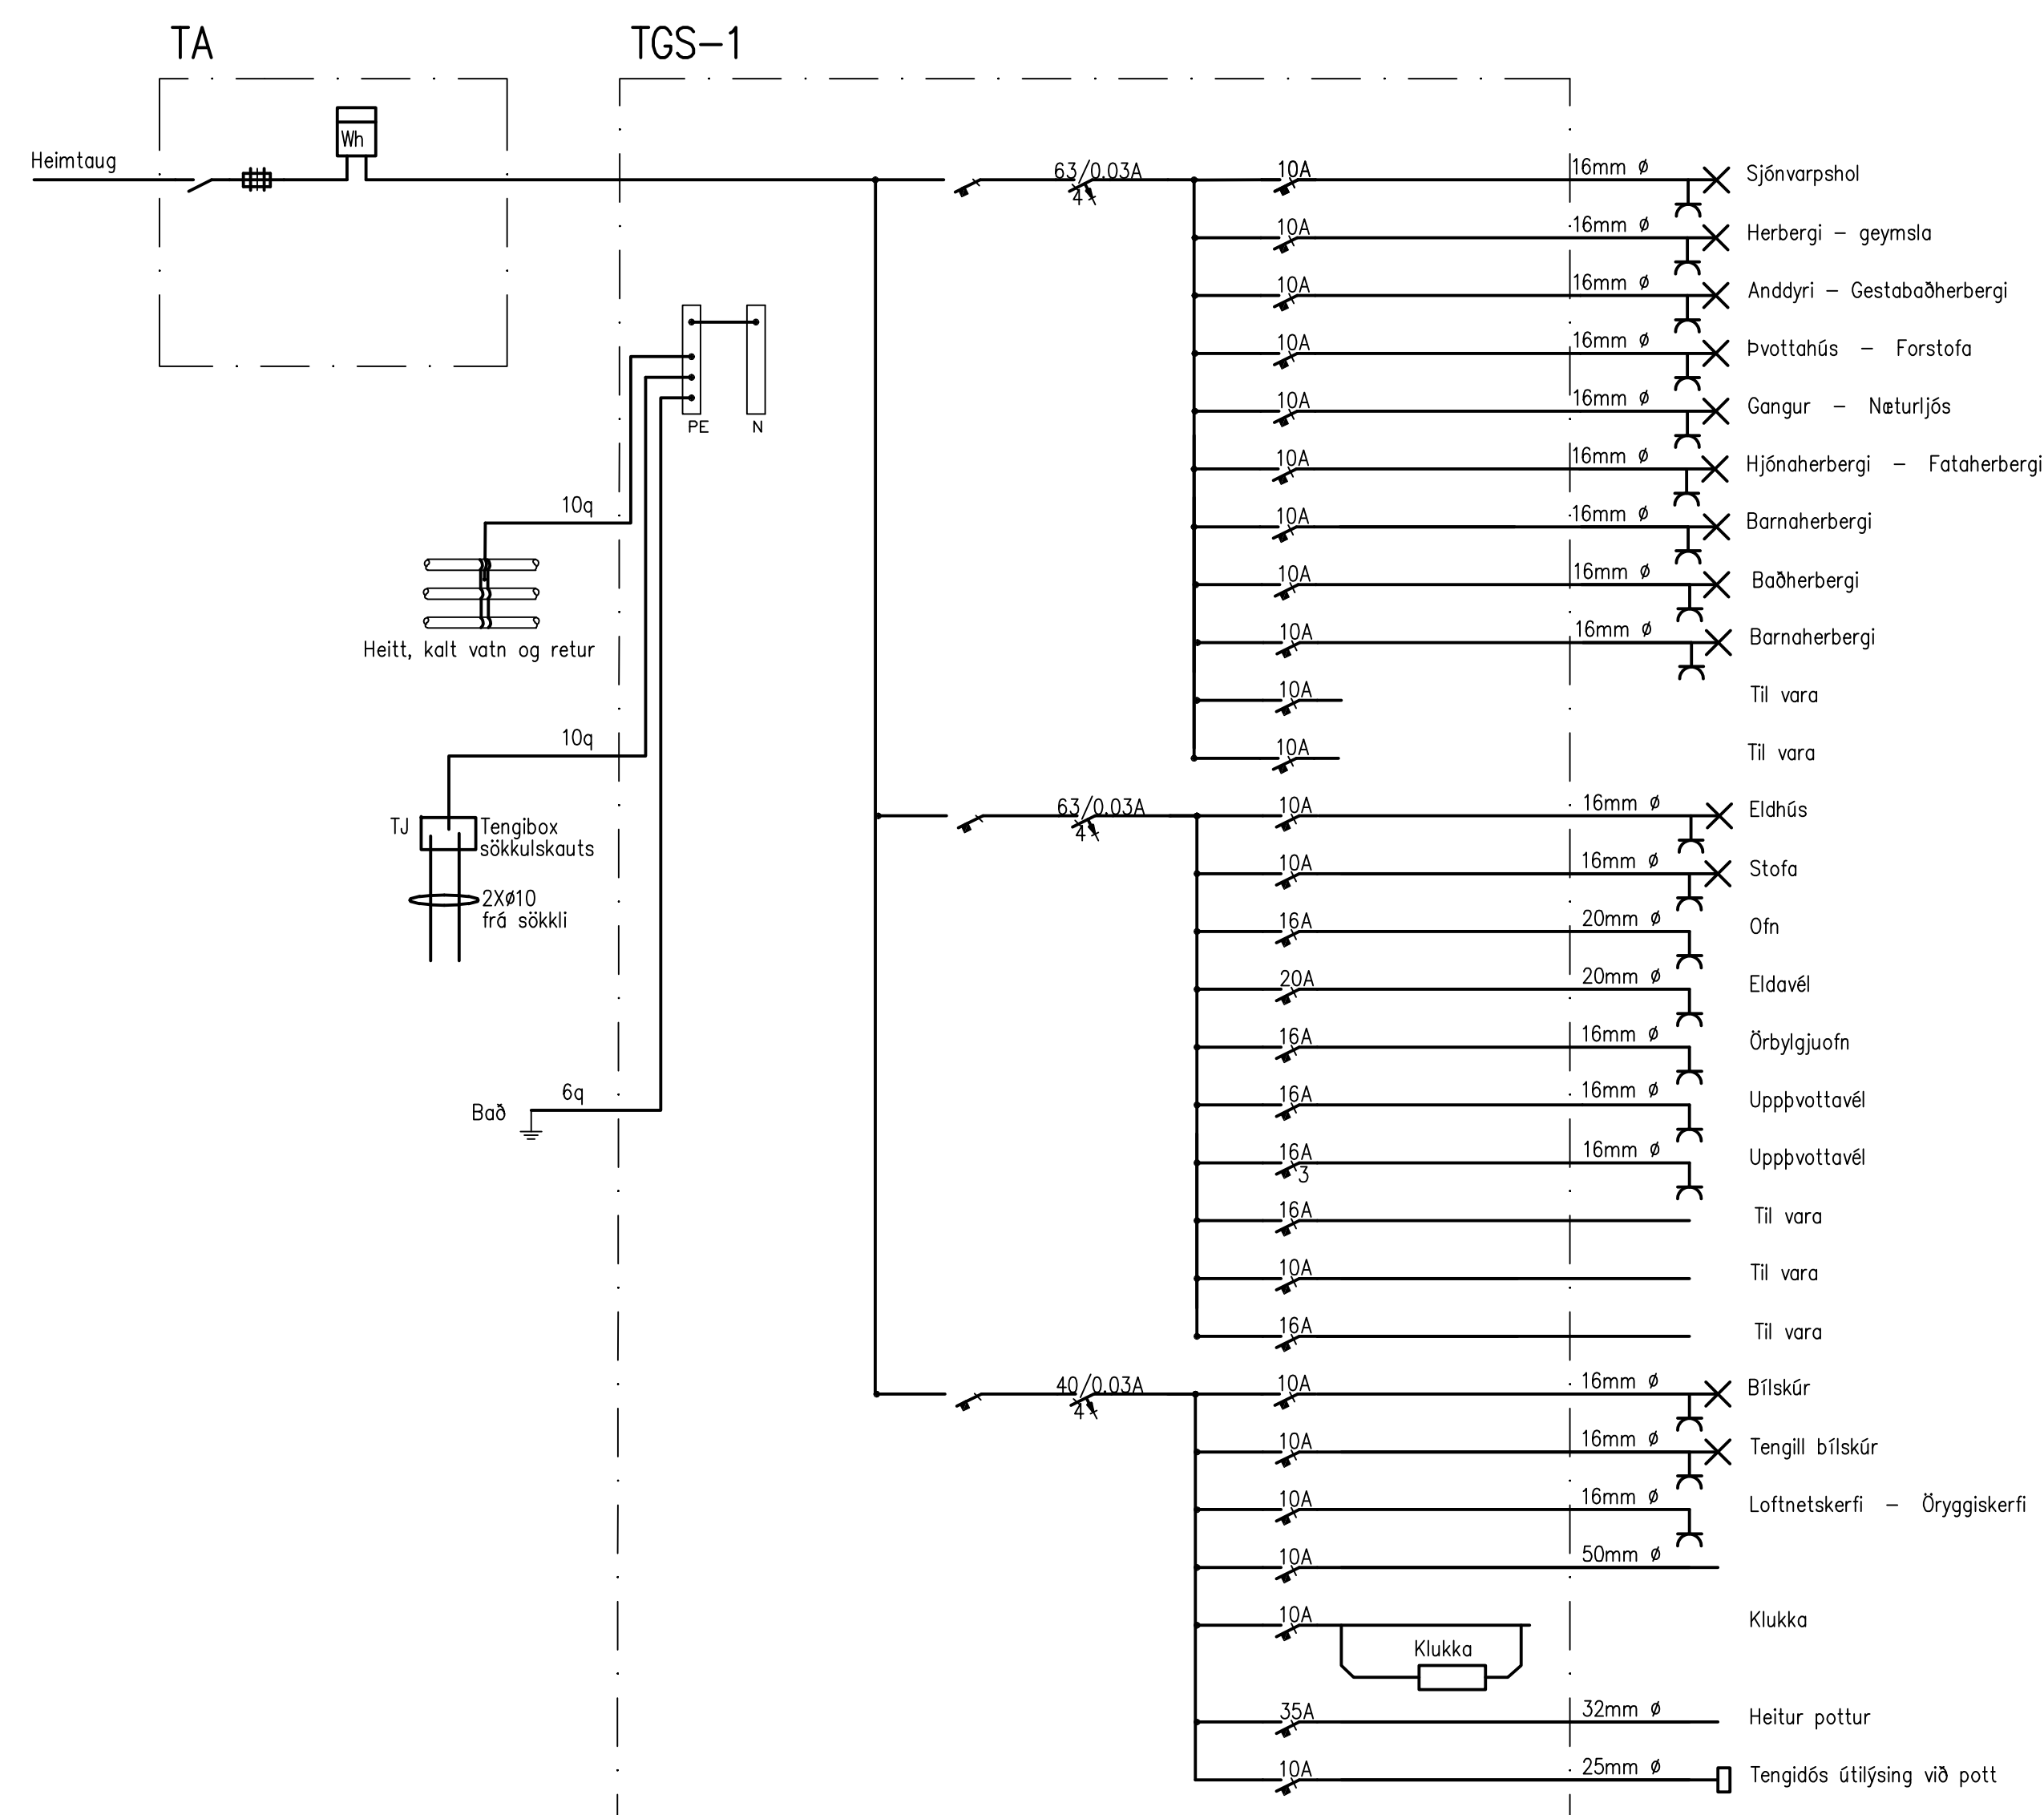 TA
TGS-1
Heimtaug
Wh
63/0.03A
4
10A
16mm ø
Sjónvarpshol
10A
16mm ø
Herbergi - geymsla
10A
16mm ø
Anddyri - Gestabaðherbergi
10A
16mm ø
Þvottahús - Forstofa
10A
16mm ø
Gangur - Næturljós
PE
N
10A
16mm ø
Hjónaherbergi - Fataherbergi
10q
10A
16mm ø
Barnaherbergi
10A
16mm ø
Baðherbergi
Heitt, kalt vatn og retur
10A
16mm ø
Barnaherbergi
10A
Til vara
10q
10A
Til vara
63/0.03A
4
10A
16mm ø
Eldhús
TJ
Tengibox
sökkulskauts
10A
16mm ø
Stofa
2Xø10
frá sökkli
16A
20mm ø
Ofn
20A
20mm ø
Eldavél
16A
16mm ø
Örbylgjuofn
6q
Bað
16A
16mm ø
Uppþvottavél
16A
3
16mm ø
Uppþvottavél
16A
Til vara
10A
Til vara
16A
Til vara
40/0.03A
4
10A
16mm ø
Bílskúr
10A
16mm ø
Tengill bílskúr
10A
16mm ø
Loftnetskerfi - Öryggiskerfi
10A
50mm ø
10A
Klukka
Klukka
35A
32mm ø
Heitur pottur
10A
25mm ø
Tengidós útilýsing við pott